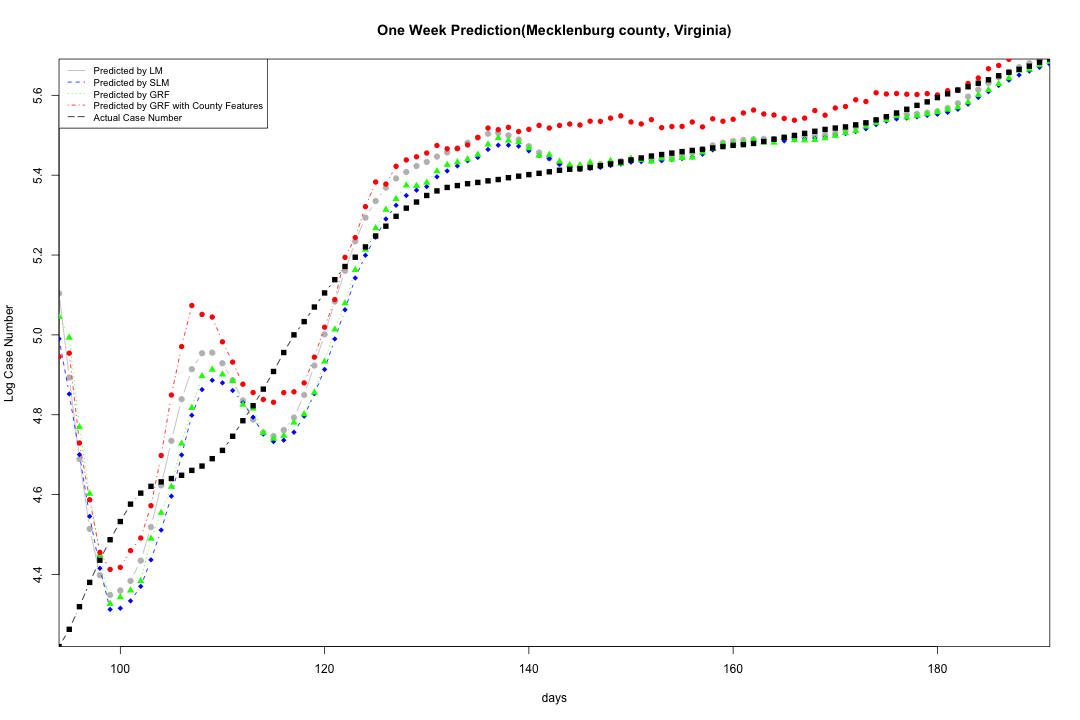 One Week Prediction(Mecklenburg county, Virginia)
Predicted by LM
Predicted by SLM
Predicted by GRF
Predicted by GRF with County Features
Actual Case Number
Log Case Number
5.6
5.4
5.2
5.0
4.8
4.6
4.4
100 120 140 160 180
days